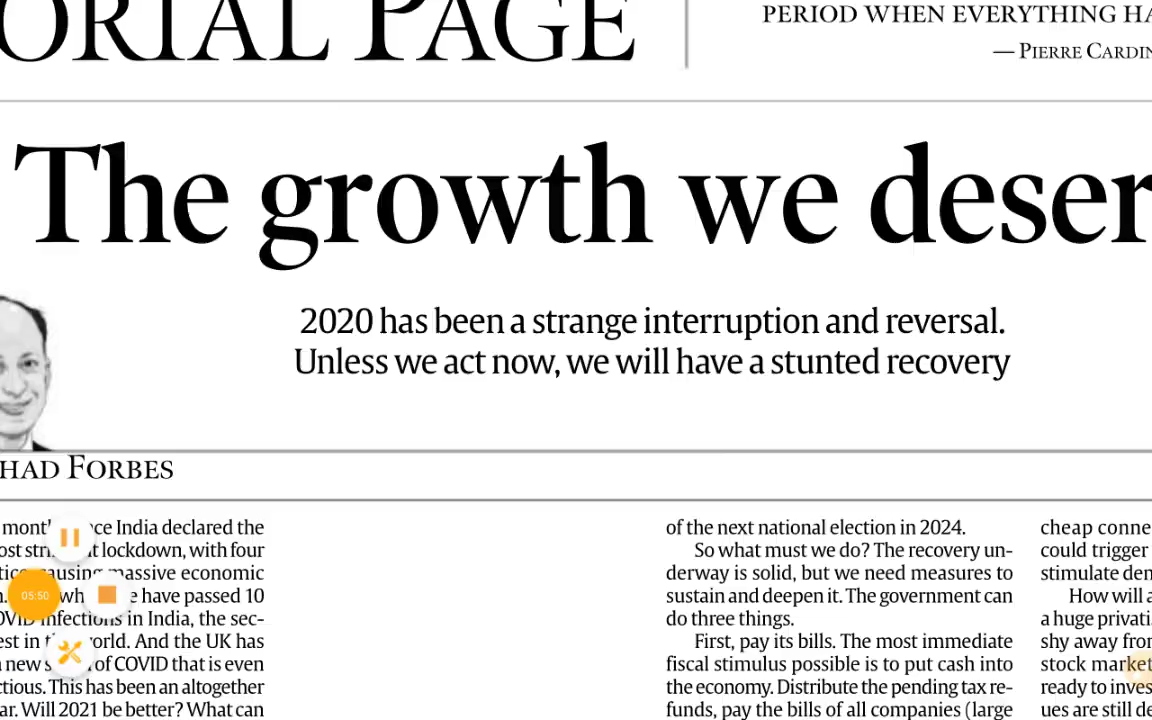 ORIAL PAGE
PERIOD WHEN EVERYTHING HA
— PIERRE CARDIN
The growth we deser
2020 has been a strange interruption and reversal.
Unless we act now, we will have a stunted recovery
HAD FORBES
India declared the
lockdown, with four
causing massive economic
e have passed 10
infections in India, the sec-
est in world. And the UK has
new of COVID that is even
ctious. This has been an altogether
ar. Will 2021 be better? What can
of the next national election in 2024.
So what must we do? The recovery un-
derway is solid, but we need measures to
sustain and deepen it. The government can
do three things.
First, pay its bills. The most immediate
fiscal stimulus possible is to put cash into
the economy. Distribute the pending tax re-
funds, pay the bills of all companies (large
cheap conne
could trigger
stimulate den
How will a
a huge privati
shy away fron
stock market
ready to inves
ues are still de
05:50